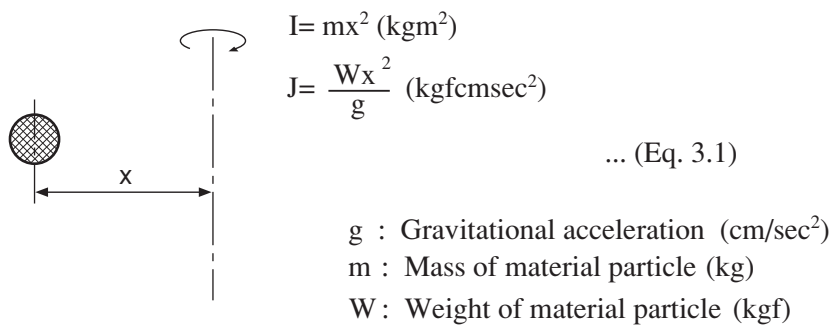 I= mx² (kgm²)
J= Wx²/g (kgfcmsec²)
... (Eq. 3.1)
x
g : Gravitational acceleration (cm/sec²)
m : Mass of material particle (kg)
W : Weight of material particle (kgf)